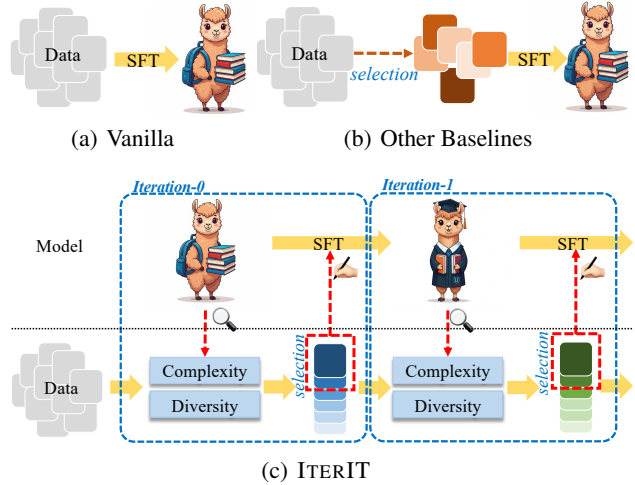 Data
SFT
Data
selection
SFT
(a) Vanilla
(b) Other Baselines
Iteration-0
Iteration-1
Model
SFT
SFT
Data
Complexity
Diversity
selection
Complexity
Diversity
selection
(c) ITERIT